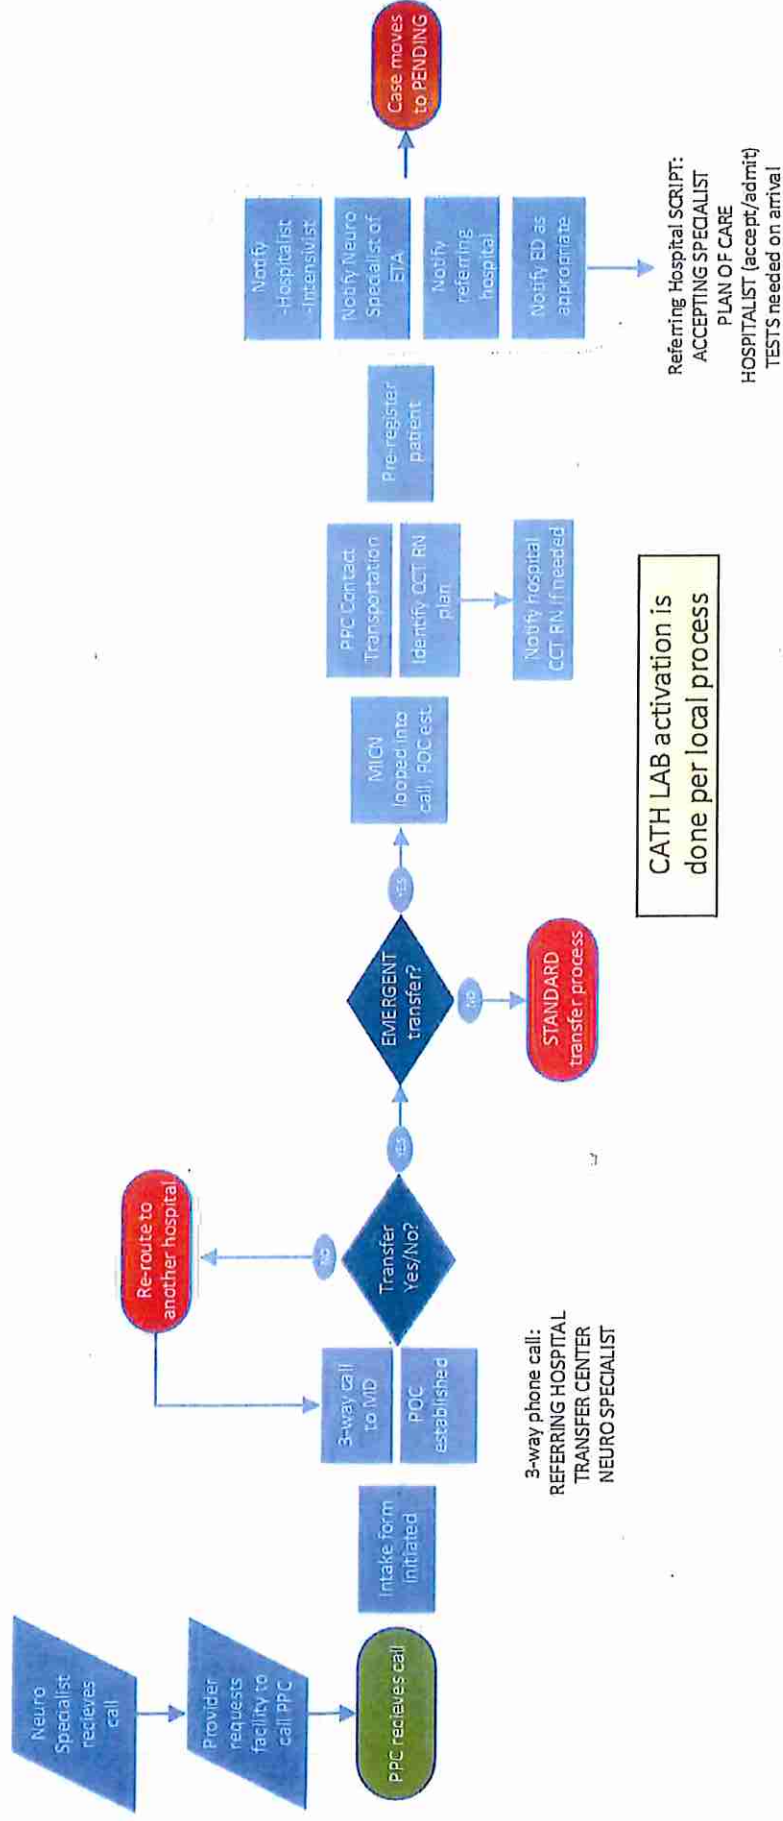 Neuro
Specialist
recieves
call
Provider
requests
facility to
call PPC
PPC recieves call
Intake form
initiated
3-way call
to MD
POC
established
3-way phone call:
REFERRING HOSPITAL
TRANSFER CENTER
NEURO SPECIALIST
Re-route to
another hospital
NO
Transfer
Yes/No?
YES
EMERGENT
transfer?
NO
STANDARD
transfer process
YES
MICN
looped into
call, POC est.
PPC Contact
Transportation
Identify CCT RN
plan
Notify hospital
CCT RN if needed
CATH LAB activation is
done per local process
Pre-register
patient
Notify
-Hospitalist
-Intensivist
Notify Neuro
Specialist of
ETA
Notify
referring
hospital
Notify ED as
appropriate
Referring Hospital SCRIPT:
ACCEPTING SPECIALIST
PLAN OF CARE
HOSPITALIST (accept/admit)
TESTS needed on arrival
Case moves
to PENDING